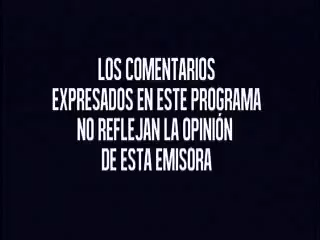 LOS COMENTARIOS
EXPRESADOS EN ESTE PROGRAMA
NO REFLEJAN LA OPINIÓN
DE ESTA EMISORA